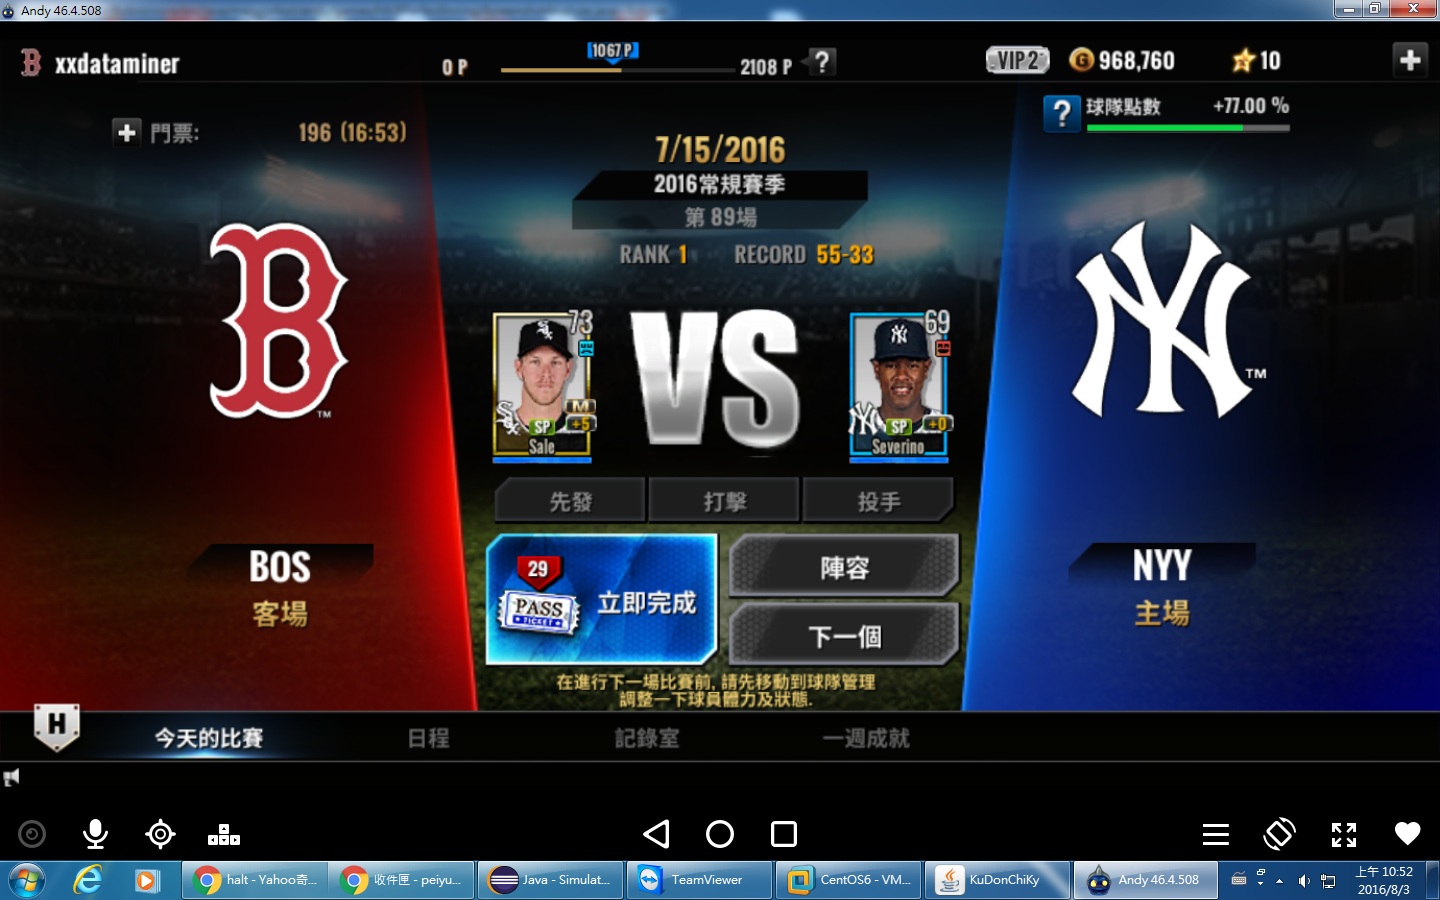 Andy 46.4.508
xxdataminer
0 P
1067 P
2108 P
?
VIP 2
G 968,760
10
門票:
196 (16:53)
? 球隊點數
+77.00 %
7/15/2016
2016常規賽季
第 89場
RANK 1
RECORD 55-33
73
M
SP
+5
Sale
VS
69
SP
+0
Severino
TM
TM
先發
打擊
投手
BOS
客場
29
PASS
TICKET
立即完成
陣容
下一個
NYY
主場
在進行下一場比賽前, 請先移動到球隊管理
調整一下球員體力及狀態.
H
今天的比賽
日程
記錄室
一週成就
halt - Yahoo奇...
收件匣 - peiyu...
Java - Simulat...
TeamViewer
CentOS6 - VM...
KuDonChiKy
Andy 46.4.508
上午 10:52
2016/8/3